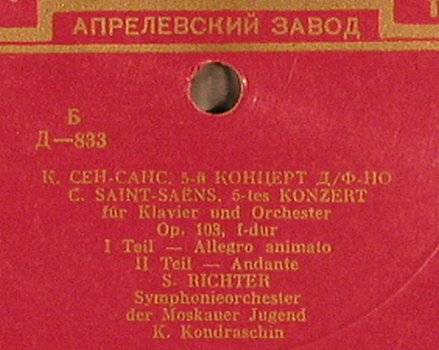 АПРЕЛЕВСКИЙ ЗАВОД
Б
Д—833
К. СЕН-САНС, 5-й КОНЦЕРТ Д/Ф-НО
C. SAINT-SAËNS, 5-tes KONZERT
für Klavier und Orchester
Op. 103, f-dur
I Teil — Allegro animato
II Teil — Andante
S. RICHTER
Symphonieorchester
der Moskauer Jugend
K. Kondraschin